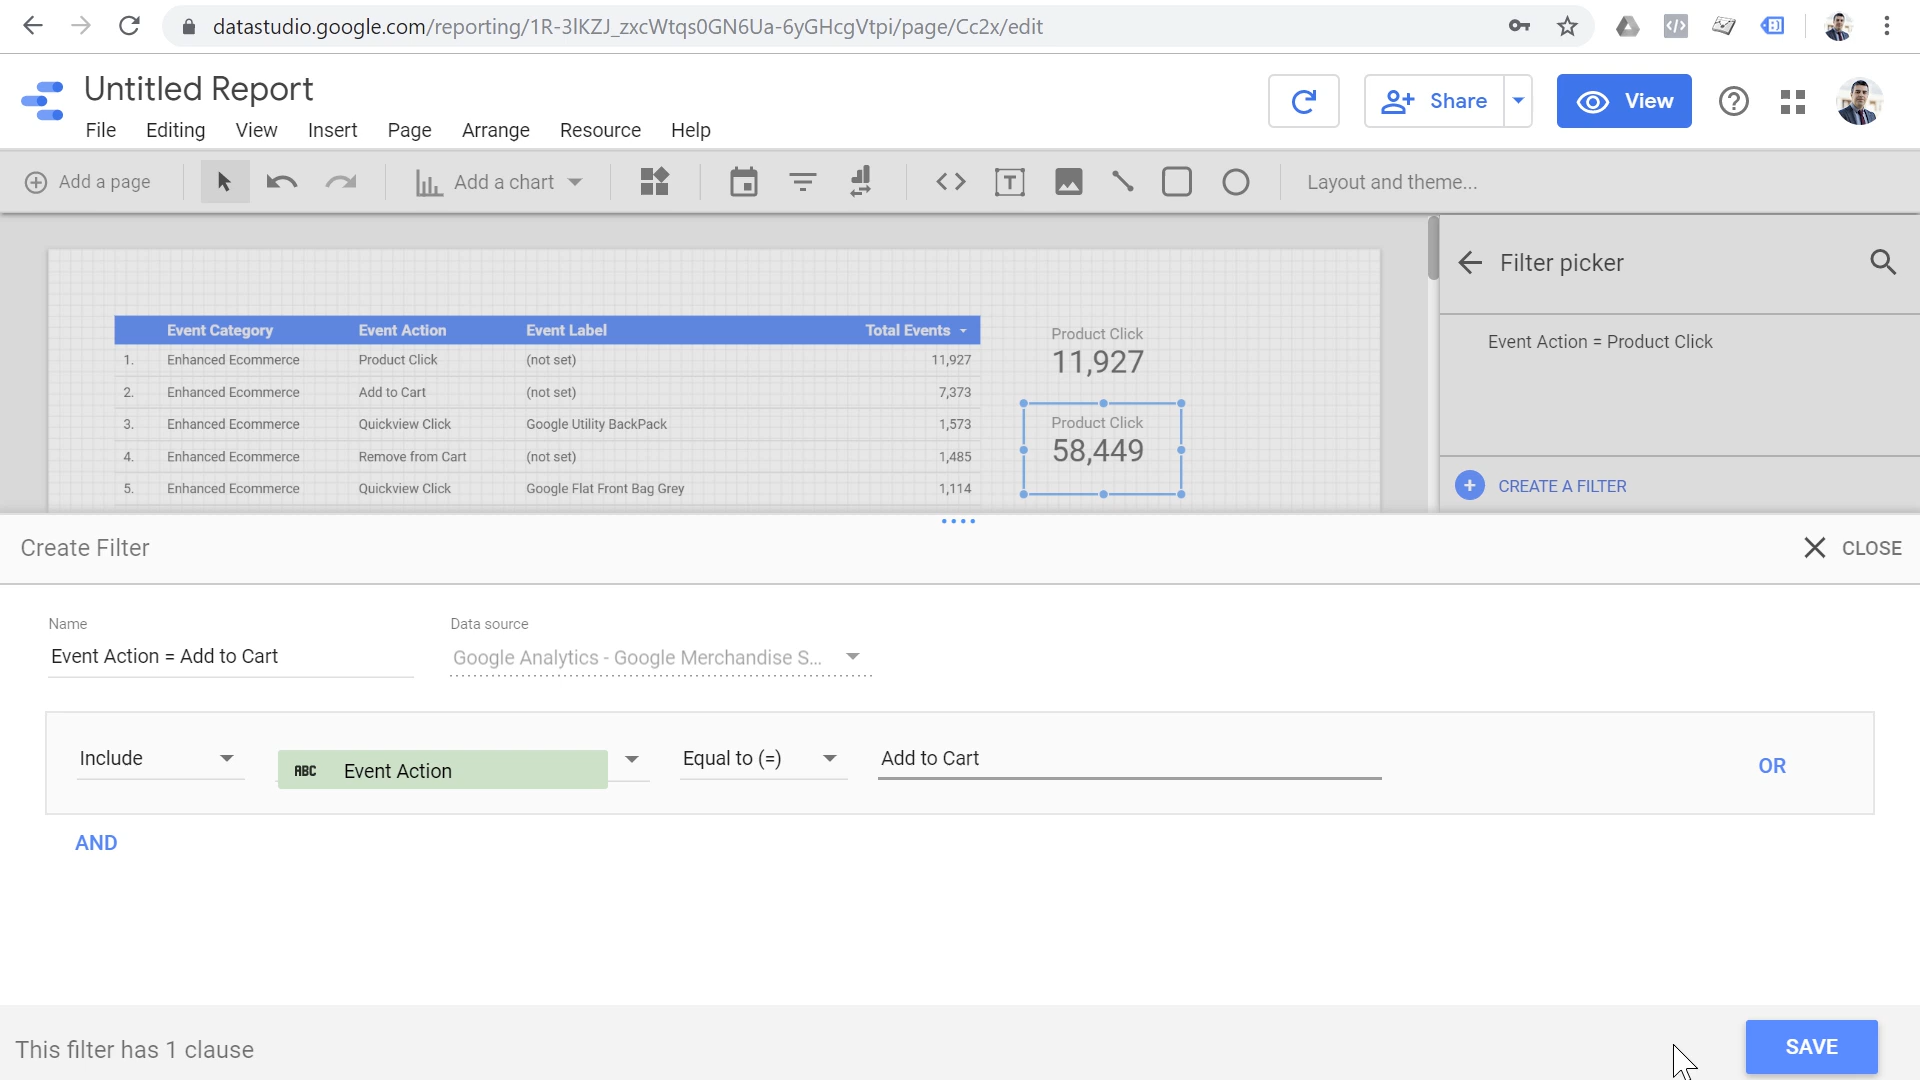 datastudio.google.com/reporting/1R-3lKZJ_zxcWtqs0GN6Ua-6yGHcgVtpi/page/Cc2x/edit
Untitled Report
File Editing View Insert Page Arrange Resource Help
Share
View
Add a page
Add a chart
Layout and theme...
Event Category Event Action Event Label Total Events
1. Enhanced Ecommerce Product Click (not set) 11,927
2. Enhanced Ecommerce Add to Cart (not set) 7,373
3. Enhanced Ecommerce Quickview Click Google Utility BackPack 1,573
4. Enhanced Ecommerce Remove from Cart (not set) 1,485
5. Enhanced Ecommerce Quickview Click Google Flat Front Bag Grey 1,114
Product Click
11,927
Product Click
58,449
Filter picker
Event Action = Product Click
CREATE A FILTER
Create Filter
CLOSE
Name
Event Action = Add to Cart
Data source
Google Analytics - Google Merchandise S...
Include ABC Event Action Equal to (=) Add to Cart OR
AND
This filter has 1 clause
SAVE